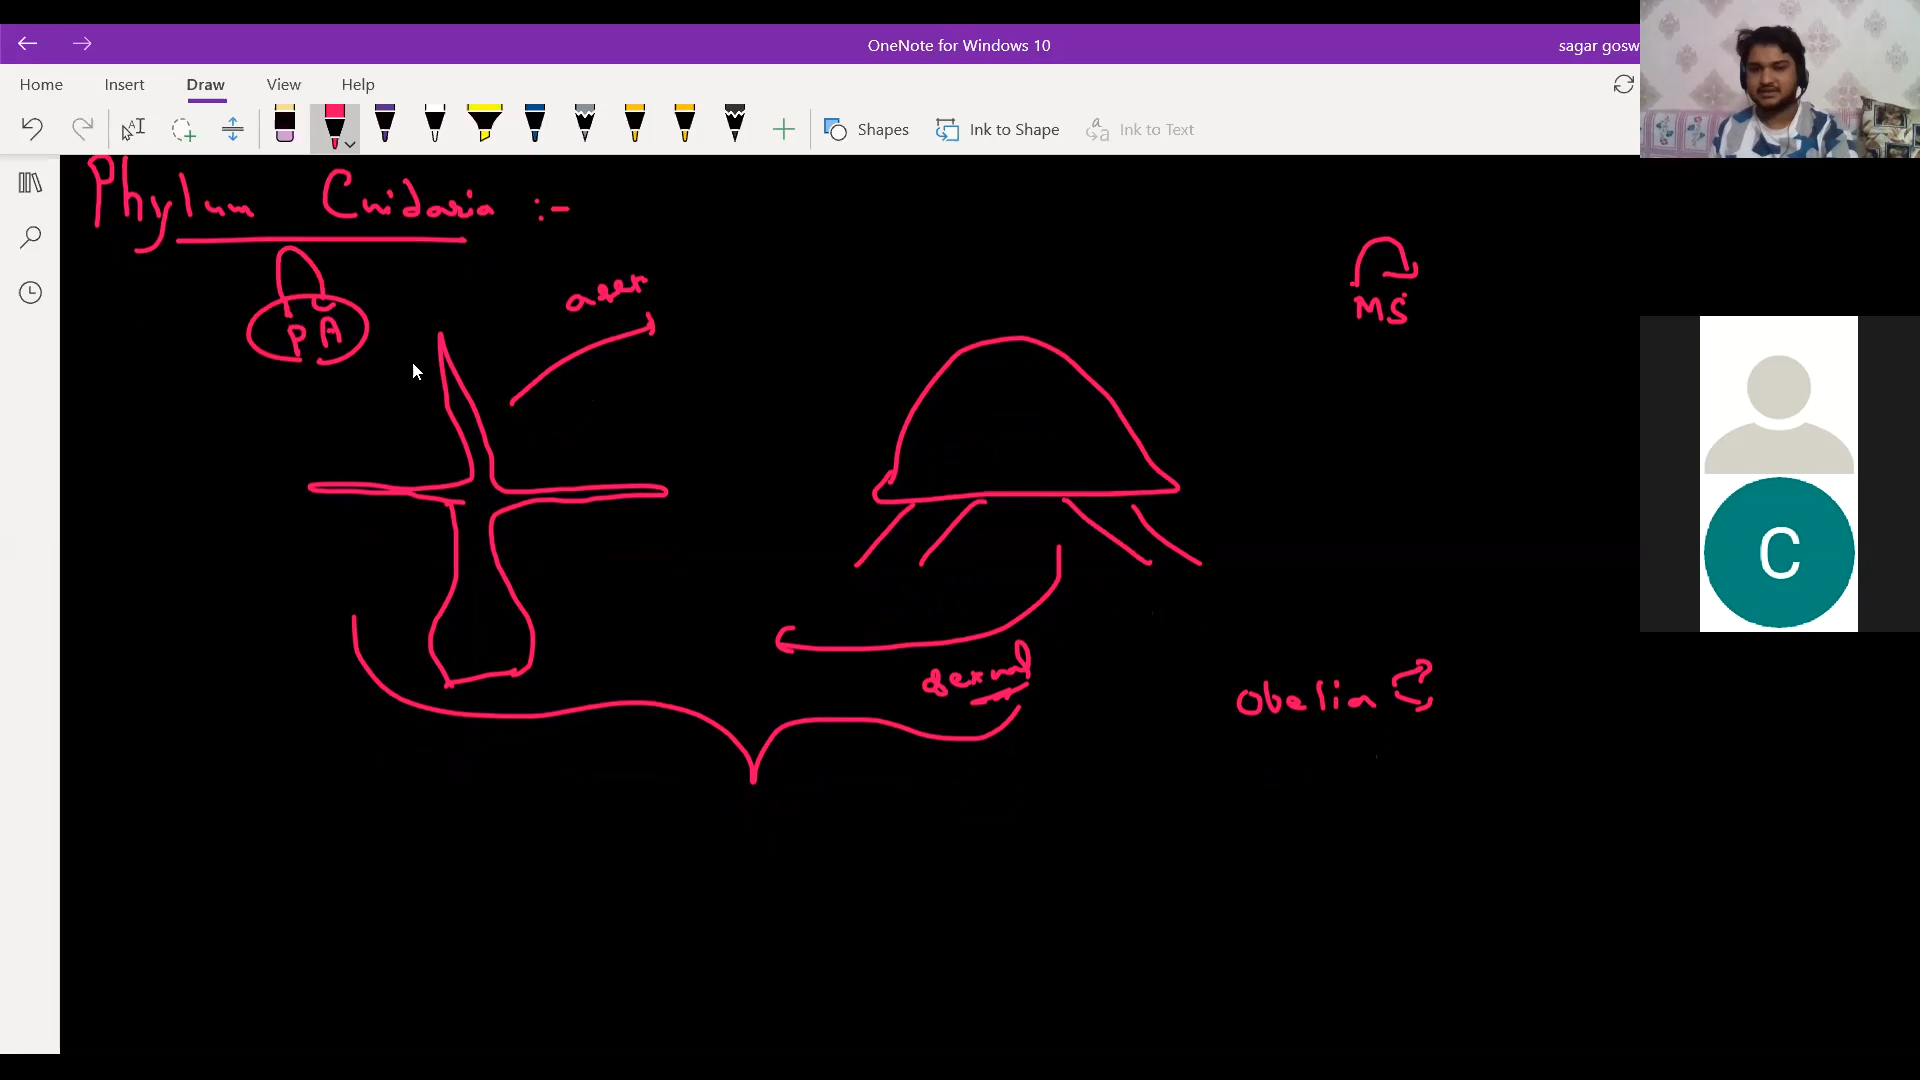 OneNote for Windows 10
sagar gosw
Home Insert Draw View Help
Shapes Ink to Shape Ink to Text
Phylum Cnidaria :-
PA
asex
MS
sexual
Obelia
C